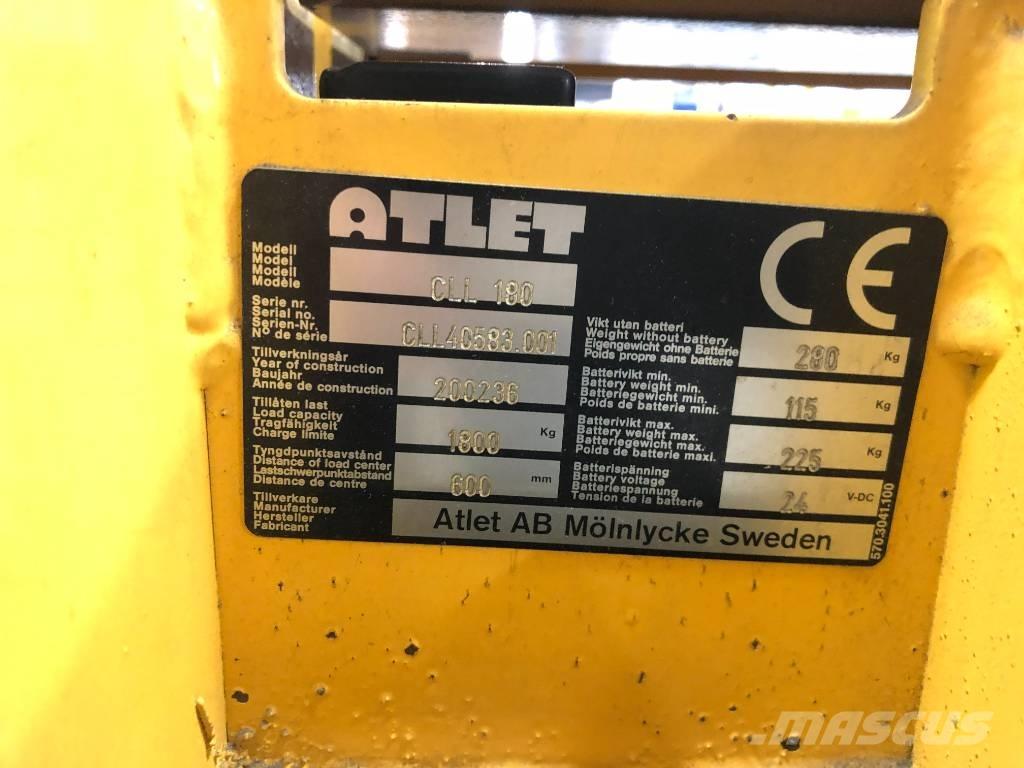 ATLET
CE
Modell
Model
Modell
Modèle
CLL 180
Serie nr.
Serial no.
Serien-Nr.
N° de série
CLL40583.001
Tillverkningsår
Year of construction
Baujahr
Année de construction
200236
Tillåten last
Load capacity
Tragfähigkeit
Charge limite
1800 Kg
Tyngdpunktsavstånd
Distance of load center
Lastschwerpunktabstand
Distance de centre
600 mm
Tillverkare
Manufacturer
Hersteller
Fabricant
Atlet AB Mölnlycke Sweden
Vikt utan batteri
Weight without battery
Eigengewicht ohne Batterie
Poids propre sans batterie
280 Kg
Batterivikt min.
Battery weight min.
Batteriegewicht min.
Poids de batterie mini.
115 Kg
Batterivikt max.
Battery weight max.
Batteriegewicht max.
Poids de batterie maxi.
225 Kg
Batterispänning
Battery voltage
Batteriespannung
Tension de la batterie
24 V-DC
570.3041.100
MASCUS